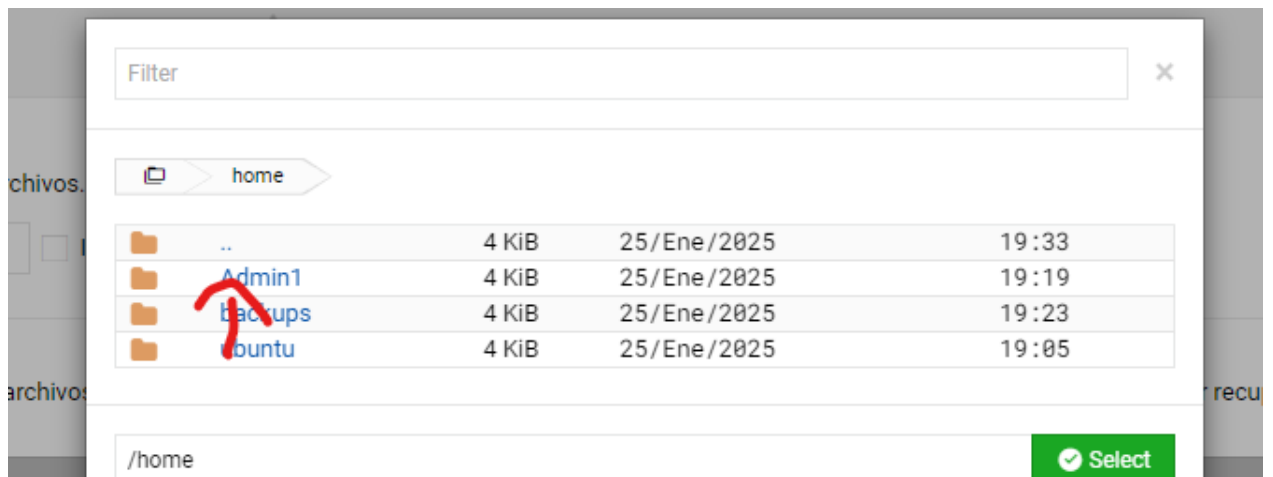 Filter
×
home
chivos.
.. 4 KiB 25/Ene/2025 19:33
Admin1 4 KiB 25/Ene/2025 19:19
backups 4 KiB 25/Ene/2025 19:23
ubuntu 4 KiB 25/Ene/2025 19:05
archivos
r recu
/home Select